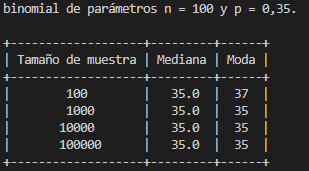 binomial de parámetros n = 100 y p = 0,35.
+-------------------+---------+------+
| Tamaño de muestra | Mediana | Moda |
+-------------------+---------+------+
| 100 | 35.0 | 37 |
| 1000 | 35.0 | 35 |
| 10000 | 35.0 | 35 |
| 100000 | 35.0 | 35 |
+-------------------+---------+------+